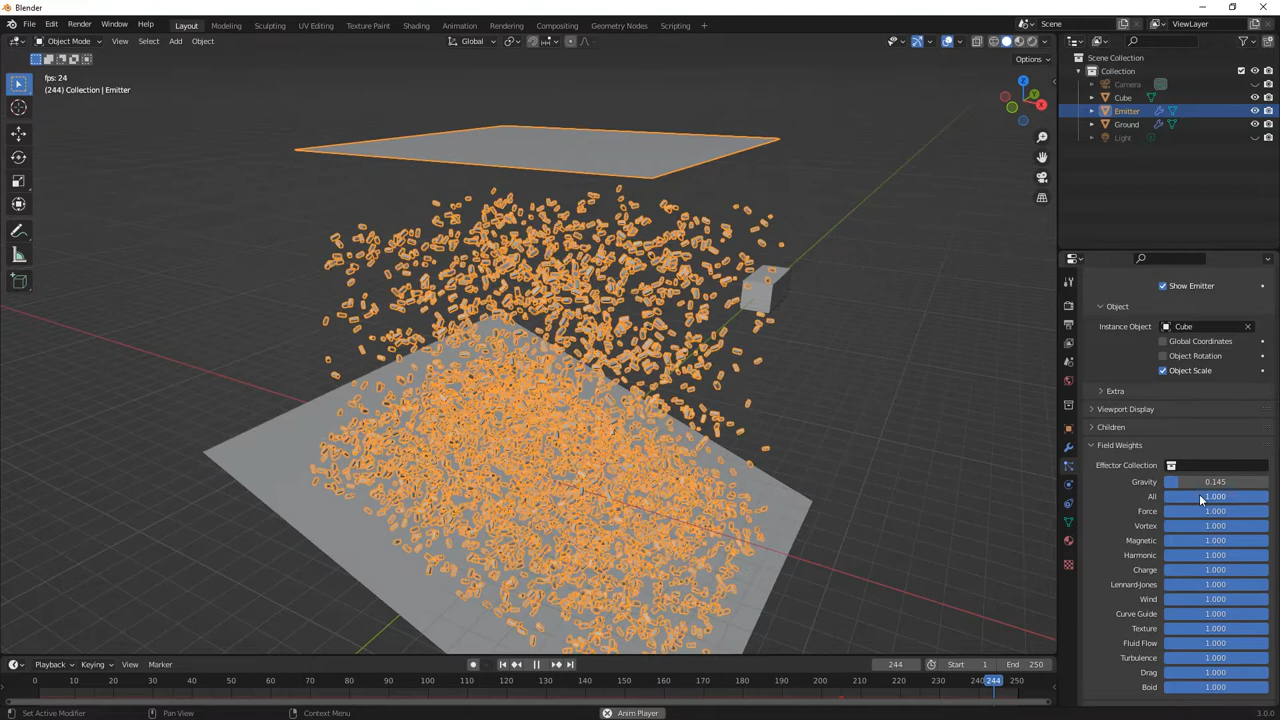 Blender
File Edit Render Window Help
Layout Modeling Sculpting UV Editing Texture Paint Shading Animation Rendering Compositing Geometry Nodes Scripting +
Scene
ViewLayer
Object Mode View Select Add Object
Global
Options
fps: 24
(244) Collection | Emitter
Z
Y
X
Scene Collection
Collection
Camera
Cube
Emitter
Ground
Light
Show Emitter
Object
Instance Object Cube
Global Coordinates
Object Rotation
Object Scale
Extra
Viewport Display
Children
Field Weights
Effector Collection
Gravity 0.145
All 1.000
Force 1.000
Vortex 1.000
Magnetic 1.000
Harmonic 1.000
Charge 1.000
Lennard-Jones 1.000
Wind 1.000
Curve Guide 1.000
Texture 1.000
Fluid Flow 1.000
Turbulence 1.000
Drag 1.000
Boid 1.000
Playback Keying View Marker
244
Start 1
End 250
0 10 20 30 40 50 60 70 80 90 100 110 120 130 140 150 160 170 180 190 200 210 220 230 244 250
Set Active Modifier
Pan View
Context Menu
Anim Player
3.0.0